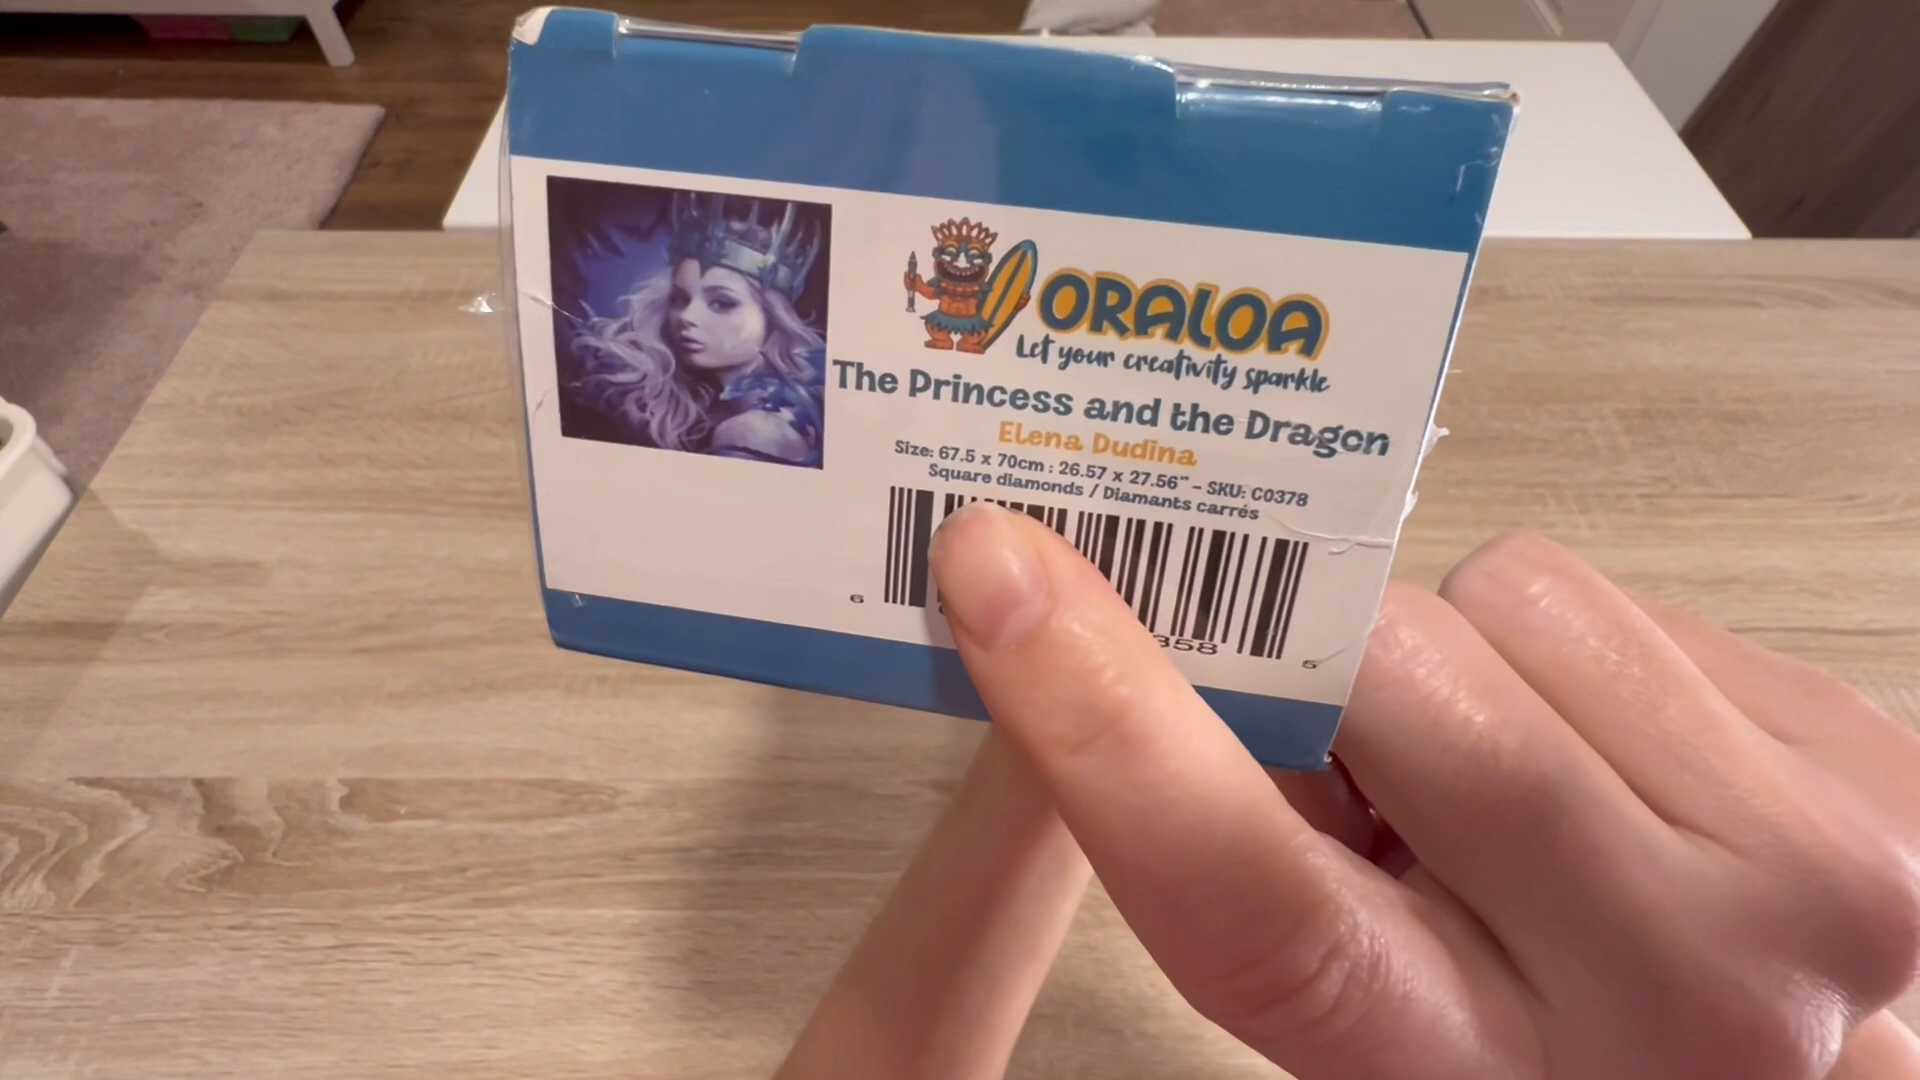 ORALOA
Let your creativity sparkle
The Princess and the Dragon
Elena Dudina
Size: 67.5 x 70cm : 26.57 x 27.56" - SKU: C0378
Square diamonds / Diamants carrés
6 358 5